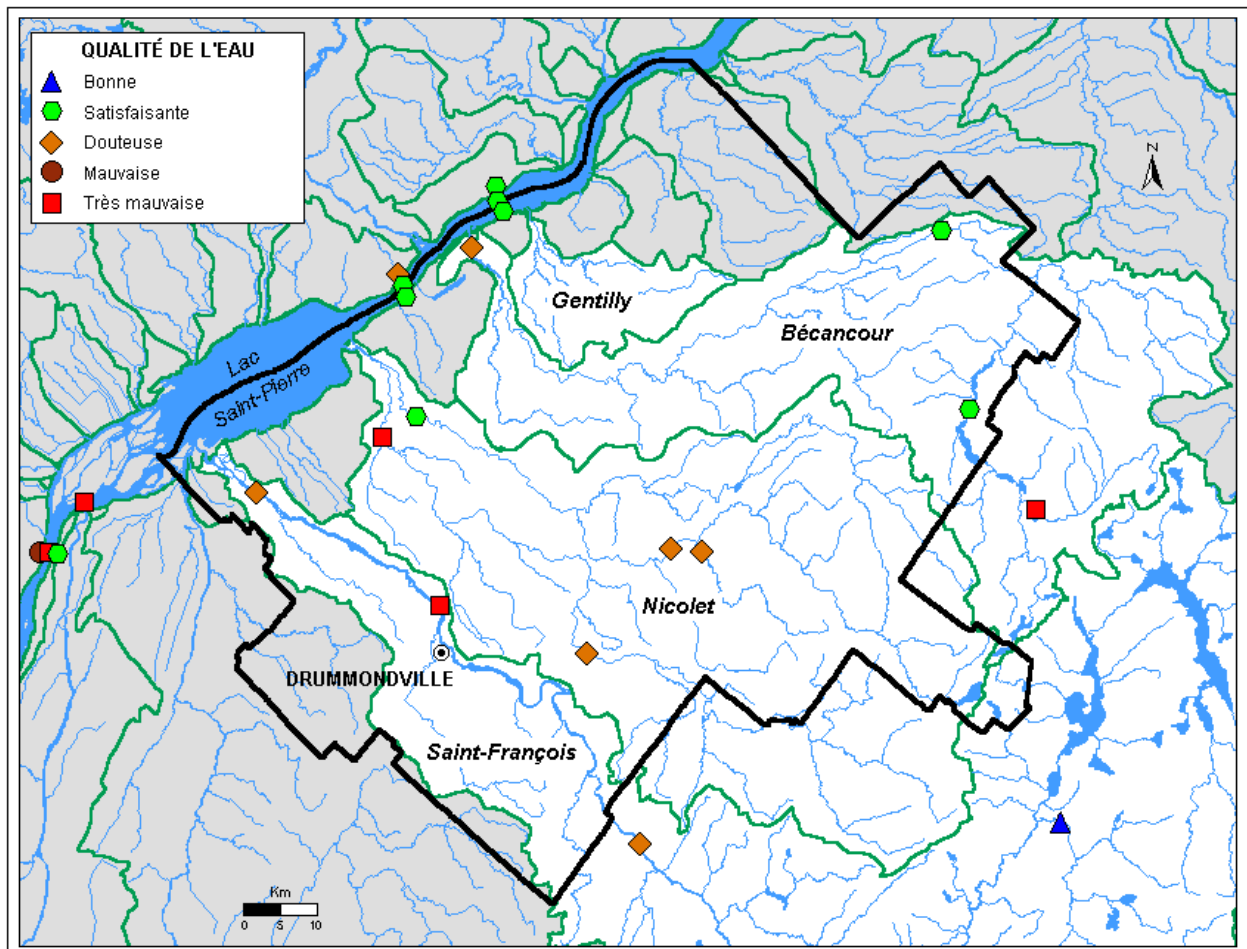 QUALITÉ DE L'EAU
Bonne
Satisfaisante
Douteuse
Mauvaise
Très mauvaise
N
Gentilly
Bécancour
Lac
Saint-Pierre
Nicolet
DRUMMONDVILLE
Saint-François
Km
0 5 10